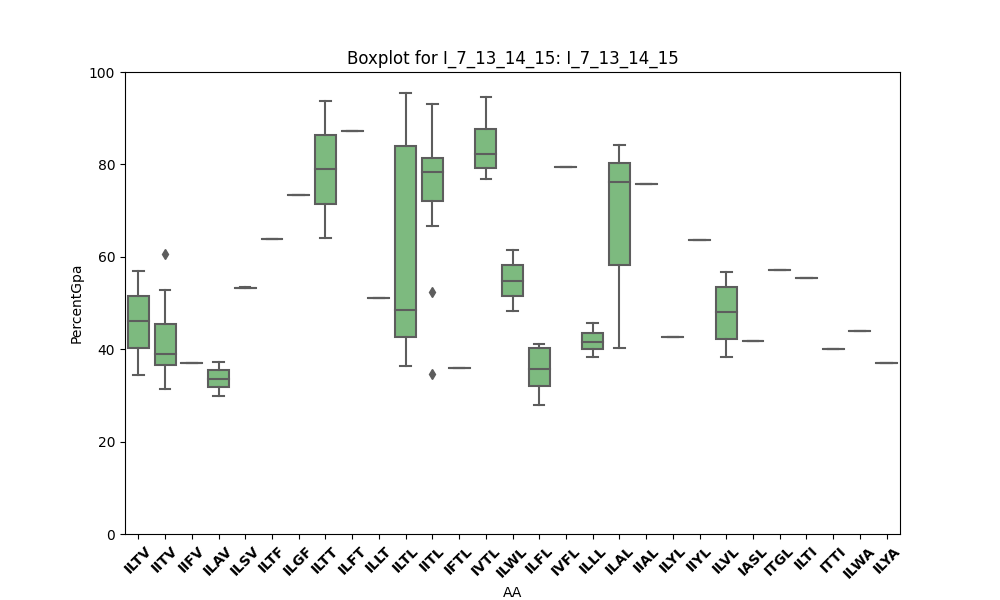 Boxplot for I_7_13_14_15: I_7_13_14_15
100
80
60
40
20
0
PercentGpa
ILTV IITV IIFV ILAV ILSV ILTF ILGF ILTT ILFT ILLT ILTL IITL IFTL IVTL ILWL ILFL IVFL ILLL ILAL IIAL ILYL IIYL ILVL IASL ITGL ILTI ITTI ILWA ILYA
AA